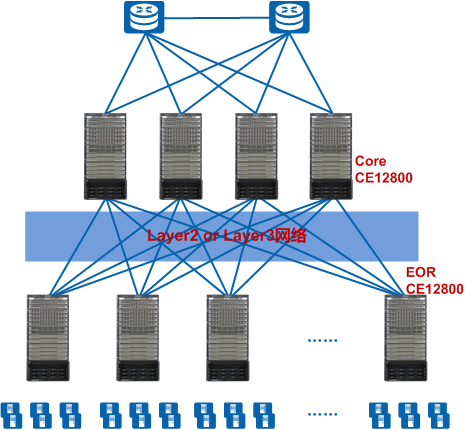 Core
CE12800
Layer2 or Layer3网络
EOR
CE12800
……
……